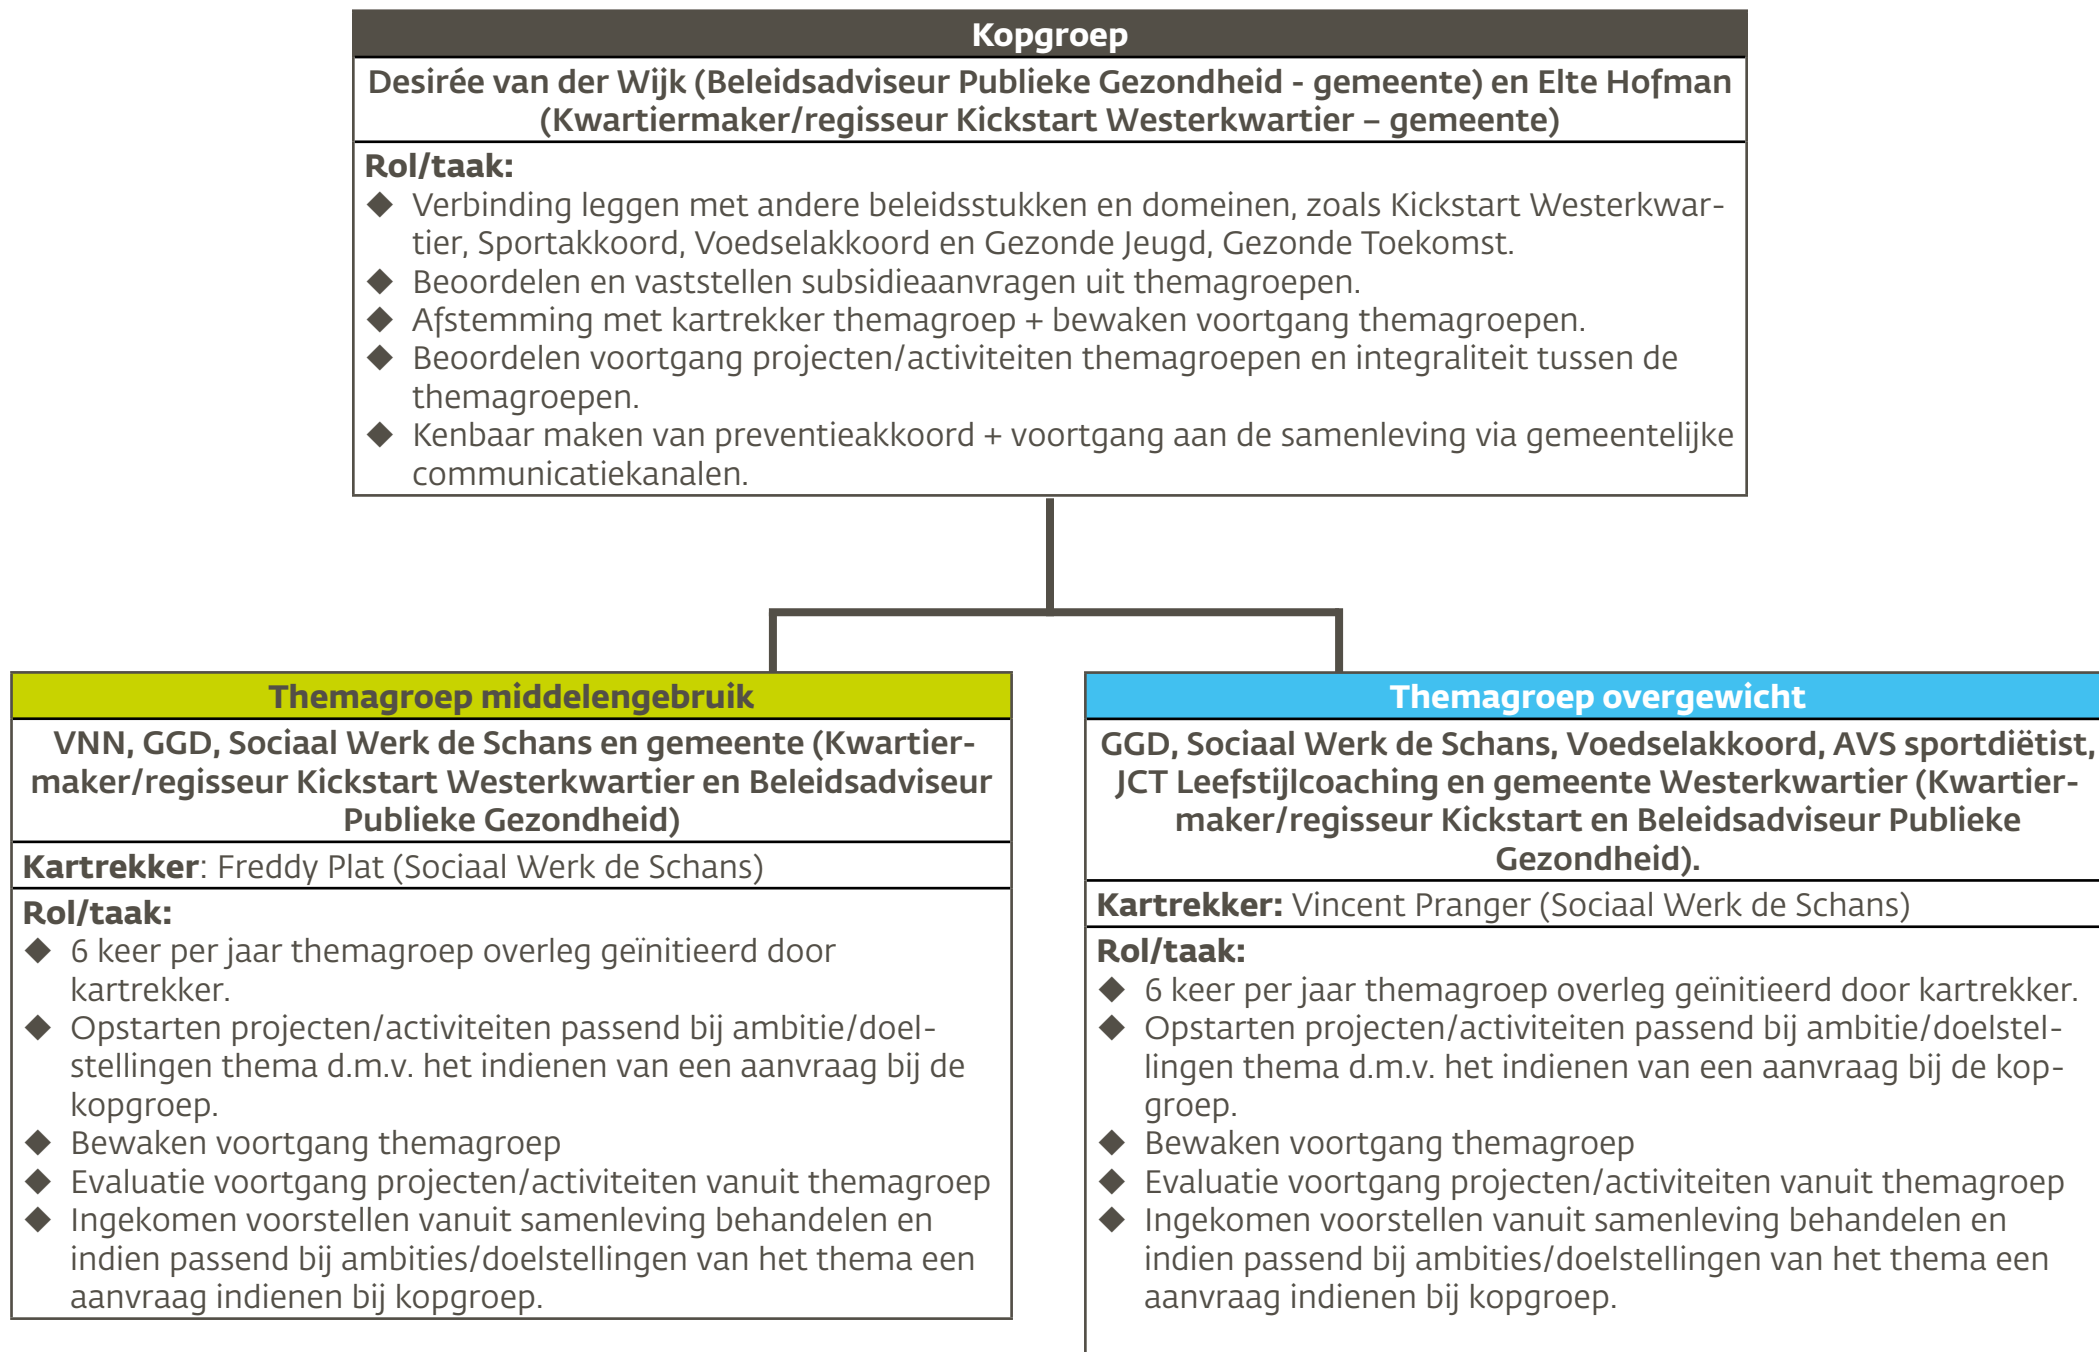 Kopgroep
Desirée van der Wijk (Beleidsadviseur Publieke Gezondheid - gemeente) en Elte Hofman
(Kwartiermaker/regisseur Kickstart Westerkwartier – gemeente)
Rol/taak:
◆ Verbinding leggen met andere beleidsstukken en domeinen, zoals Kickstart Westerkwar-
tier, Sportakkoord, Voedselakkoord en Gezonde Jeugd, Gezonde Toekomst.
◆ Beoordelen en vaststellen subsidieaanvragen uit themagroepen.
◆ Afstemming met kartrekker themagroep + bewaken voortgang themagroepen.
◆ Beoordelen voortgang projecten/activiteiten themagroepen en integraliteit tussen de
themagroepen.
◆ Kenbaar maken van preventieakkoord + voortgang aan de samenleving via gemeentelijke
communicatiekanalen.
Themagroep middelengebruik
VNN, GGD, Sociaal Werk de Schans en gemeente (Kwartier-
maker/regisseur Kickstart Westerkwartier en Beleidsadviseur
Publieke Gezondheid)
Kartrekker: Freddy Plat (Sociaal Werk de Schans)
Rol/taak:
◆ 6 keer per jaar themagroep overleg geïnitieerd door
kartrekker.
◆ Opstarten projecten/activiteiten passend bij ambitie/doel-
stellingen thema d.m.v. het indienen van een aanvraag bij de
kopgroep.
◆ Bewaken voortgang themagroep
◆ Evaluatie voortgang projecten/activiteiten vanuit themagroep
◆ Ingekomen voorstellen vanuit samenleving behandelen en
indien passend bij ambities/doelstellingen van het thema een
aanvraag indienen bij kopgroep.
Themagroep overgewicht
GGD, Sociaal Werk de Schans, Voedselakkoord, AVS sportdiëtist,
JCT Leefstijlcoaching en gemeente Westerkwartier (Kwartier-
maker/regisseur Kickstart en Beleidsadviseur Publieke
Gezondheid).
Kartrekker: Vincent Pranger (Sociaal Werk de Schans)
Rol/taak:
◆ 6 keer per jaar themagroep overleg geïnitieerd door kartrekker.
◆ Opstarten projecten/activiteiten passend bij ambitie/doelstel-
lingen thema d.m.v. het indienen van een aanvraag bij de kop-
groep.
◆ Bewaken voortgang themagroep
◆ Evaluatie voortgang projecten/activiteiten vanuit themagroep
◆ Ingekomen voorstellen vanuit samenleving behandelen en
indien passend bij ambities/doelstellingen van het thema een
aanvraag indienen bij kopgroep.